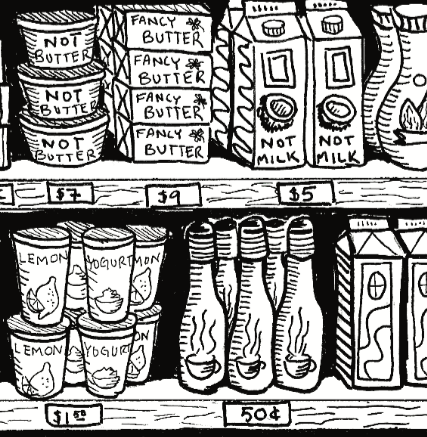 NOT
BUTTER
NOT
BUTTER
NOT
BUTTER
FANCY
BUTTER
FANCY
BUTTER
FANCY
BUTTER
FANCY
BUTTER
NOT
MILK
NOT
MILK
$7
$9
$5
LEMON
YOGURT
MON
LEMON
YOGURT
ON
$1.50
50¢